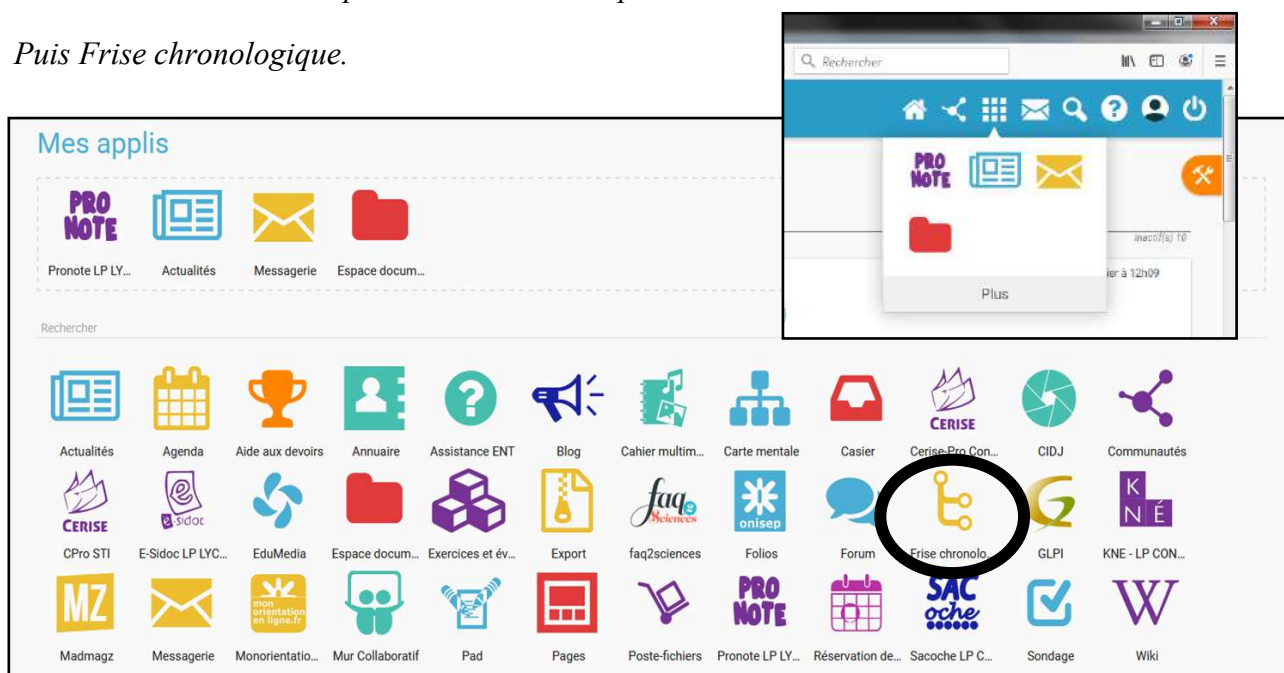 Puis Frise chronologique.
Rechercher
PRO
NOTE
inactif(s) 10
ier à 12h09
Plus
Mes applis
PRO
NOTE
Pronote LP LY... Actualités Messagerie Espace docum...
Rechercher
CERISE
Actualités Agenda Aide aux devoirs Annuaire Assistance ENT Blog Cahier multim... Carte mentale Casier Cerise-Pro Con... CIDJ Communautés
CERISE
e-sidoc
faq2
Sciences
onisep
K
N É
CPro STI E-Sidoc LP LYC... EduMedia Espace docum... Exercices et év... Export faq2sciences Folios Forum Frise chronolo... GLPI KNE - LP CON...
MZ
mon
orientation
en ligne.fr
PRO
NOTE
SAC
oche
W
Madmagz Messagerie Monorientatio... Mur Collaboratif Pad Pages Poste-fichiers Pronote LP LY... Réservation de... Sacoche LP C... Sondage Wiki